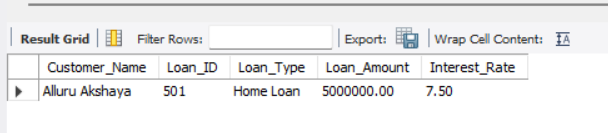 Result Grid Filter Rows: Export: Wrap Cell Content: IA
Customer_Name Loan_ID Loan_Type Loan_Amount Interest_Rate
Alluru Akshaya 501 Home Loan 5000000.00 7.50